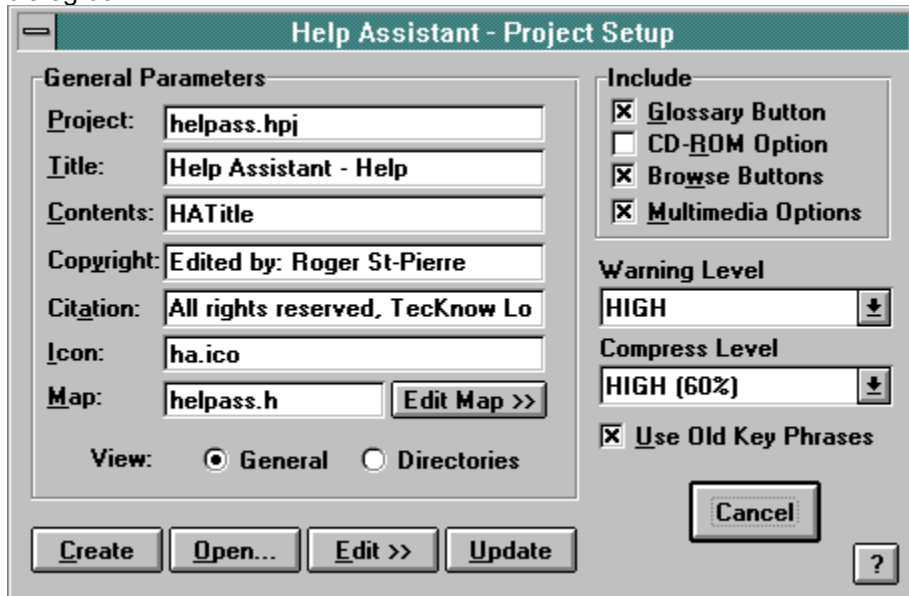 Help Assistant - Project Setup
General Parameters
Project: helpass.hpj
Title: Help Assistant - Help
Contents: HATitle
Copyright: Edited by: Roger St-Pierre
Citation: All rights reserved, TecKnow Lo
Icon: ha.ico
Map: helpass.h Edit Map >>
View: General Directories
Include
Glossary Button
CD-ROM Option
Browse Buttons
Multimedia Options
Warning Level
HIGH
Compress Level
HIGH (60%)
Use Old Key Phrases
Cancel
Create Open... Edit >> Update
?